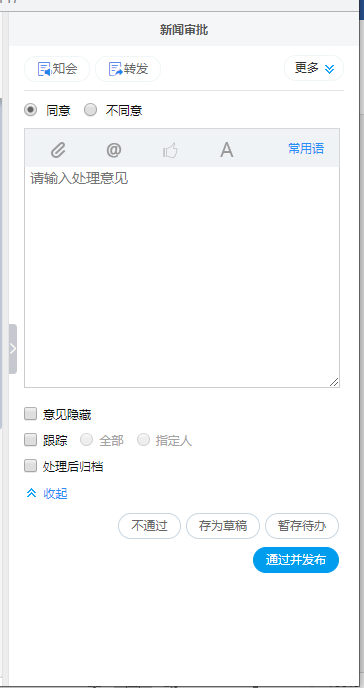 新闻审批
知会 转发 更多
同意 不同意
@ A 常用语
请输入处理意见
意见隐藏
跟踪 全部 指定人
处理后归档
收起
不通过 存为草稿 暂存待办
通过并发布